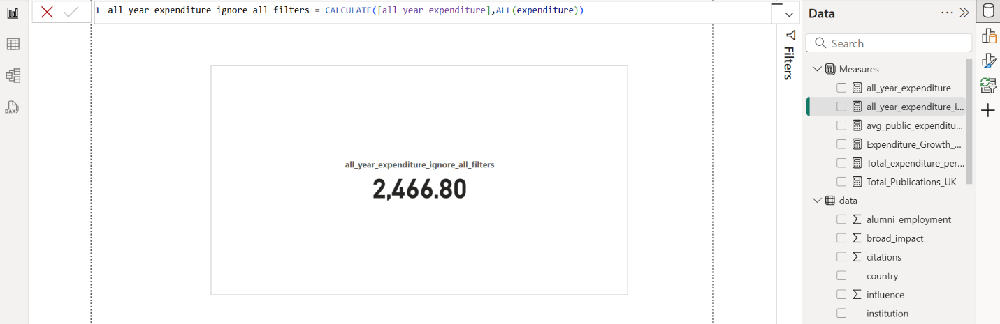 1 all_year_expenditure_ignore_all_filters = CALCULATE([all_year_expenditure],ALL(expenditure))
Data
Search
Filters
Measures
all_year_expenditure
all_year_expenditure_i...
avg_public_expenditu...
Expenditure_Growth_...
Total_expenditure_per...
Total_Publications_UK
data
alumni_employment
broad_impact
citations
country
influence
institution
all_year_expenditure_ignore_all_filters
2,466.80
DAX